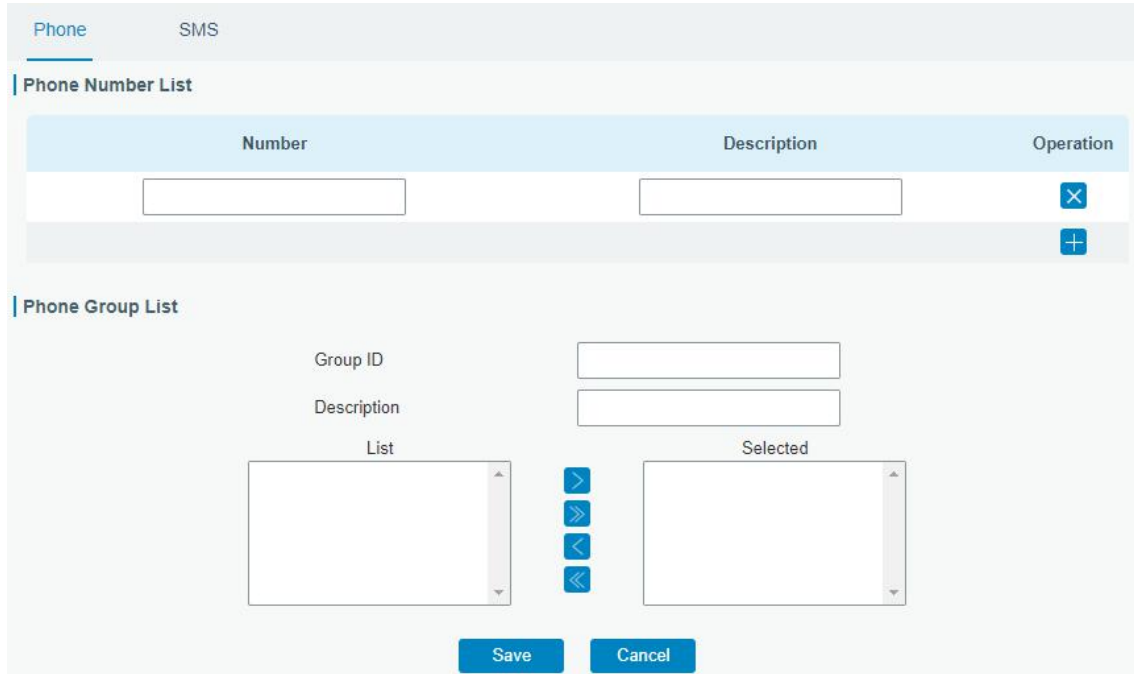 Phone SMS
Phone Number List
Number Description Operation
Phone Group List
Group ID
Description
List Selected
Save Cancel